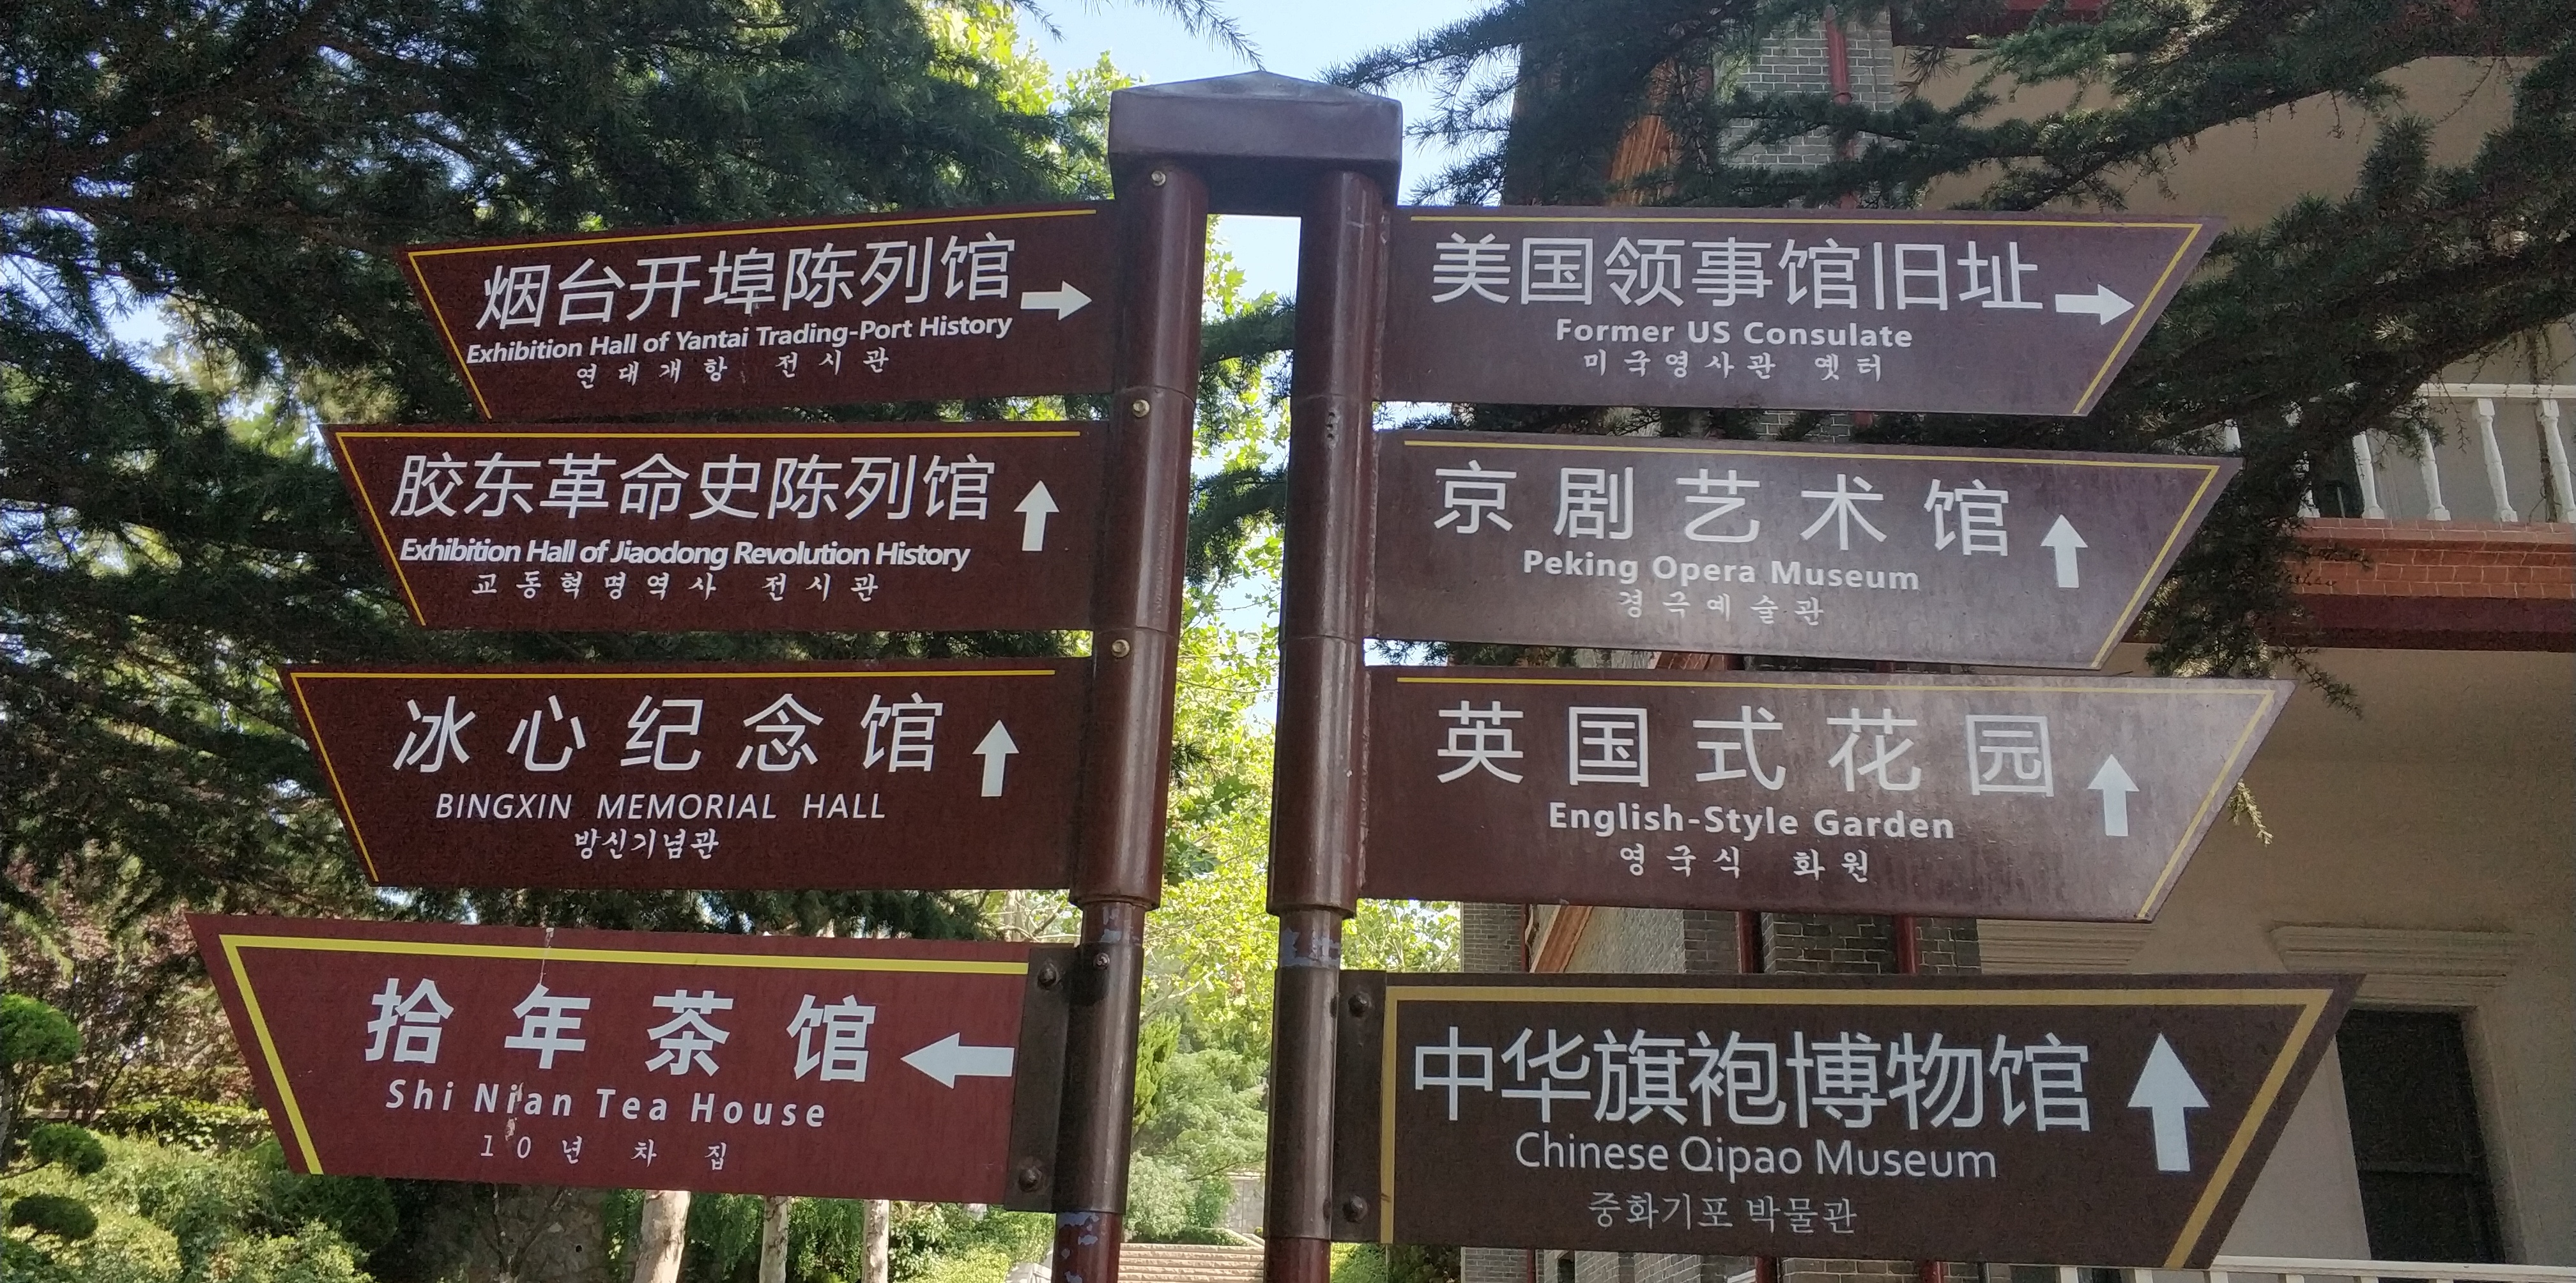 烟台开埠陈列馆
Exhibition Hall of Yantai Trading-Port History
연대개항 전시관
胶东革命史陈列馆
Exhibition Hall of Jiaodong Revolution History
교동혁명역사 전시관
冰心纪念馆
BINGXIN MEMORIAL HALL
방신기념관
拾年茶馆
Shi Nian Tea House
10년 차 집
美国领事馆旧址
Former US Consulate
미국영사관 옛터
京剧艺术馆
Peking Opera Museum
경극예술관
英国式花园
English-Style Garden
영국식 화원
中华旗袍博物馆
Chinese Qipao Museum
중화기포 박물관